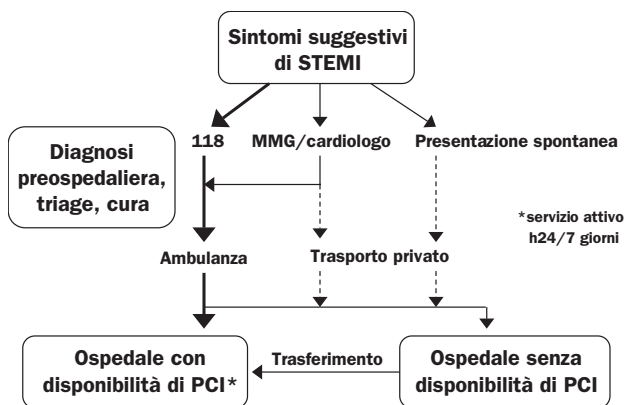 Sintomi suggestivi
di STEMI
118
MMG/cardiologo
Presentazione spontanea
Diagnosi
preospedaliera,
triage, cura
*servizio attivo
h24/7 giorni
Ambulanza
Trasporto privato
Ospedale con
disponibilità di PCI*
Trasferimento
Ospedale senza
disponibilità di PCI